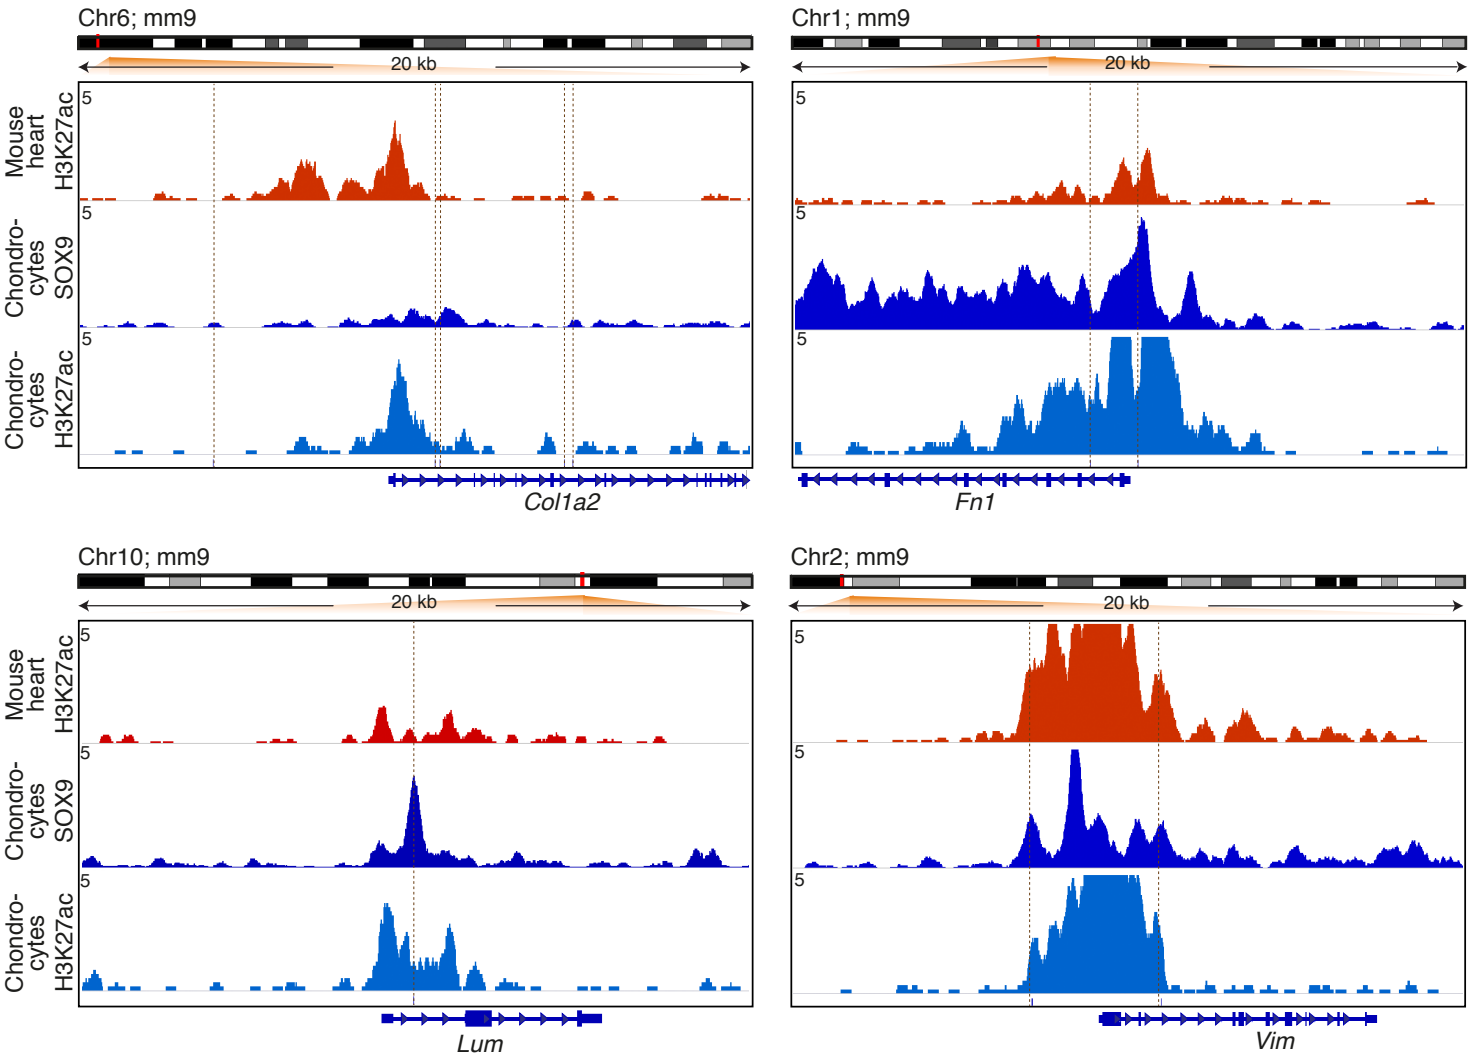 Chr6; mm9
20 kb
Mouse
heart
H3K27ac
5
Chondro-
cytes
SOX9
5
Chondro-
cytes
H3K27ac
5
Col1a2
Chr1; mm9
20 kb
5
5
5
Fn1
Chr10; mm9
20 kb
Mouse
heart
H3K27ac
5
Chondro-
cytes
SOX9
5
Chondro-
cytes
H3K27ac
5
Lum
Chr2; mm9
20 kb
5
5
5
Vim